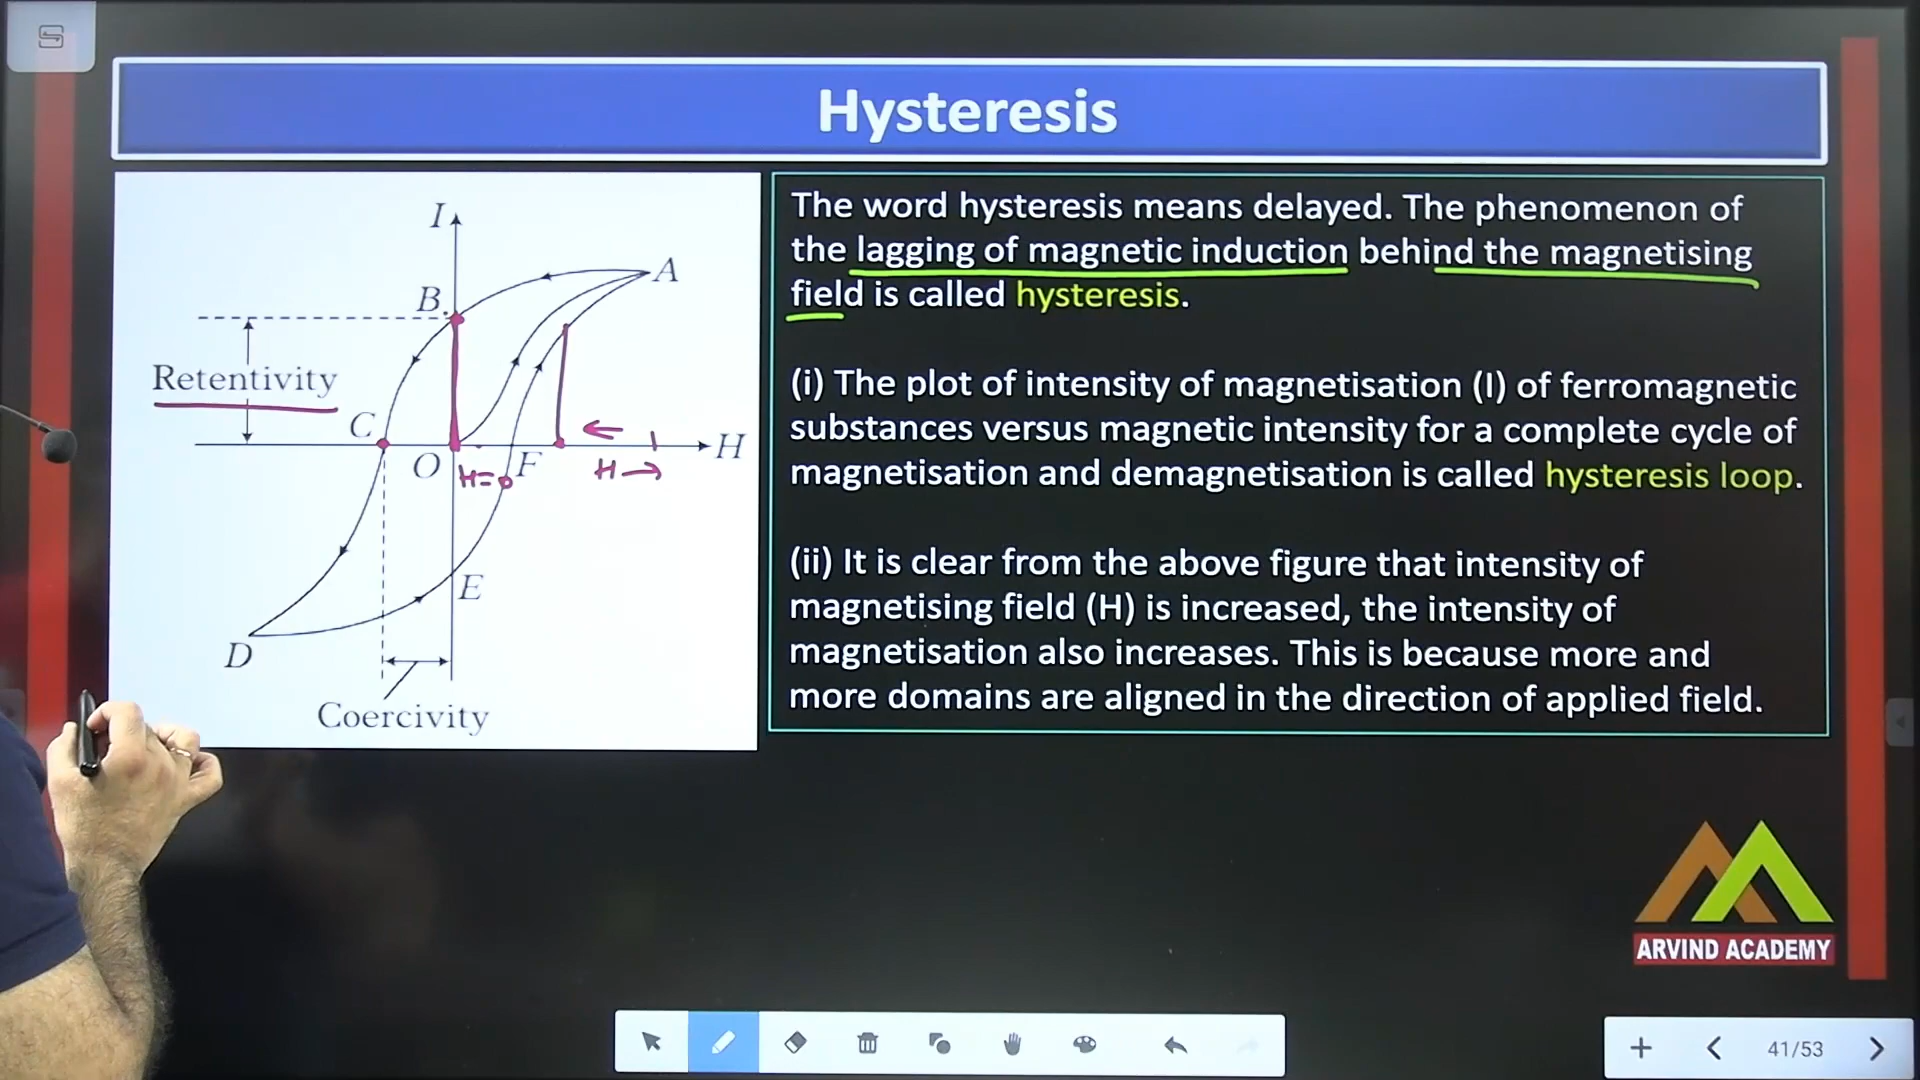 Hysteresis
I
A
B
Retentivity
C
O
F
H
H=0
H→
E
D
Coercivity
The word hysteresis means delayed. The phenomenon of
the lagging of magnetic induction behind the magnetising
field is called hysteresis.
(i) The plot of intensity of magnetisation (I) of ferromagnetic
substances versus magnetic intensity for a complete cycle of
magnetisation and demagnetisation is called hysteresis loop.
(ii) It is clear from the above figure that intensity of
magnetising field (H) is increased, the intensity of
magnetisation also increases. This is because more and
more domains are aligned in the direction of applied field.
ARVIND ACADEMY
41/53